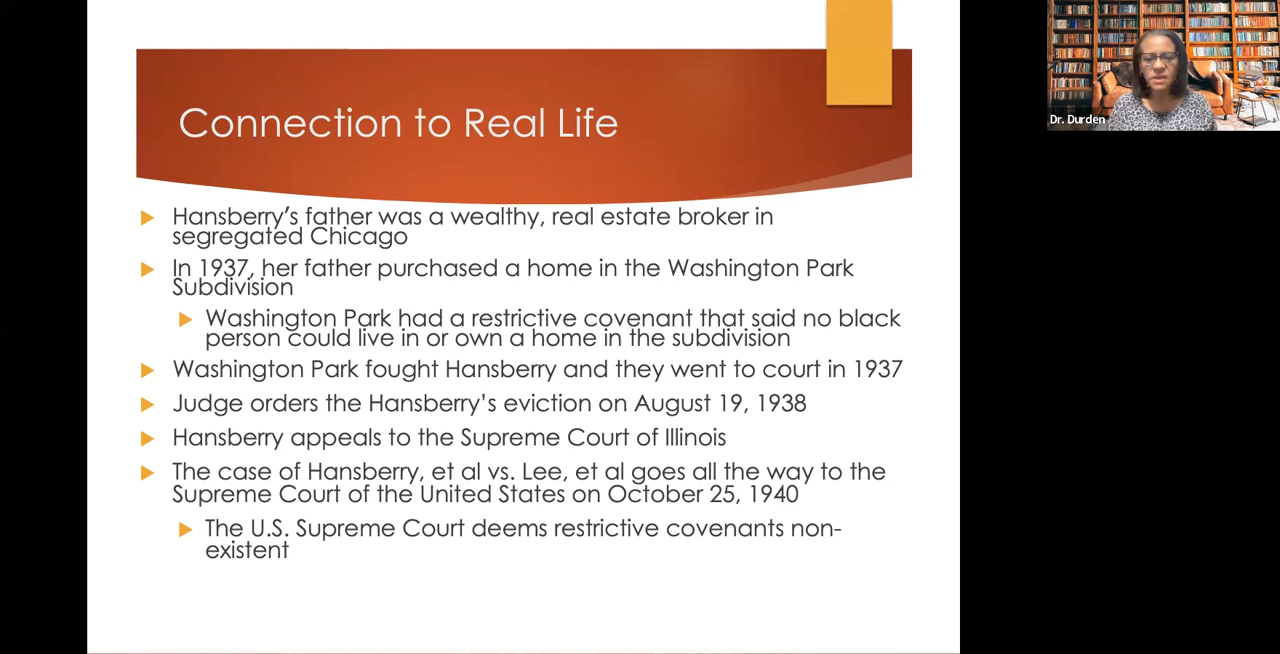 Connection to Real Life
Hansberry's father was a wealthy, real estate broker in
segregated Chicago
In 1937, her father purchased a home in the Washington Park
Subdivision
Washington Park had a restrictive covenant that said no black
person could live in or own a home in the subdivision
Washington Park fought Hansberry and they went to court in 1937
Judge orders the Hansberry's eviction on August 19, 1938
Hansberry appeals to the Supreme Court of Illinois
The case of Hansberry, et al vs. Lee, et al goes all the way to the
Supreme Court of the United States on October 25, 1940
The U.S. Supreme Court deems restrictive covenants non-
existent
Dr. Durden